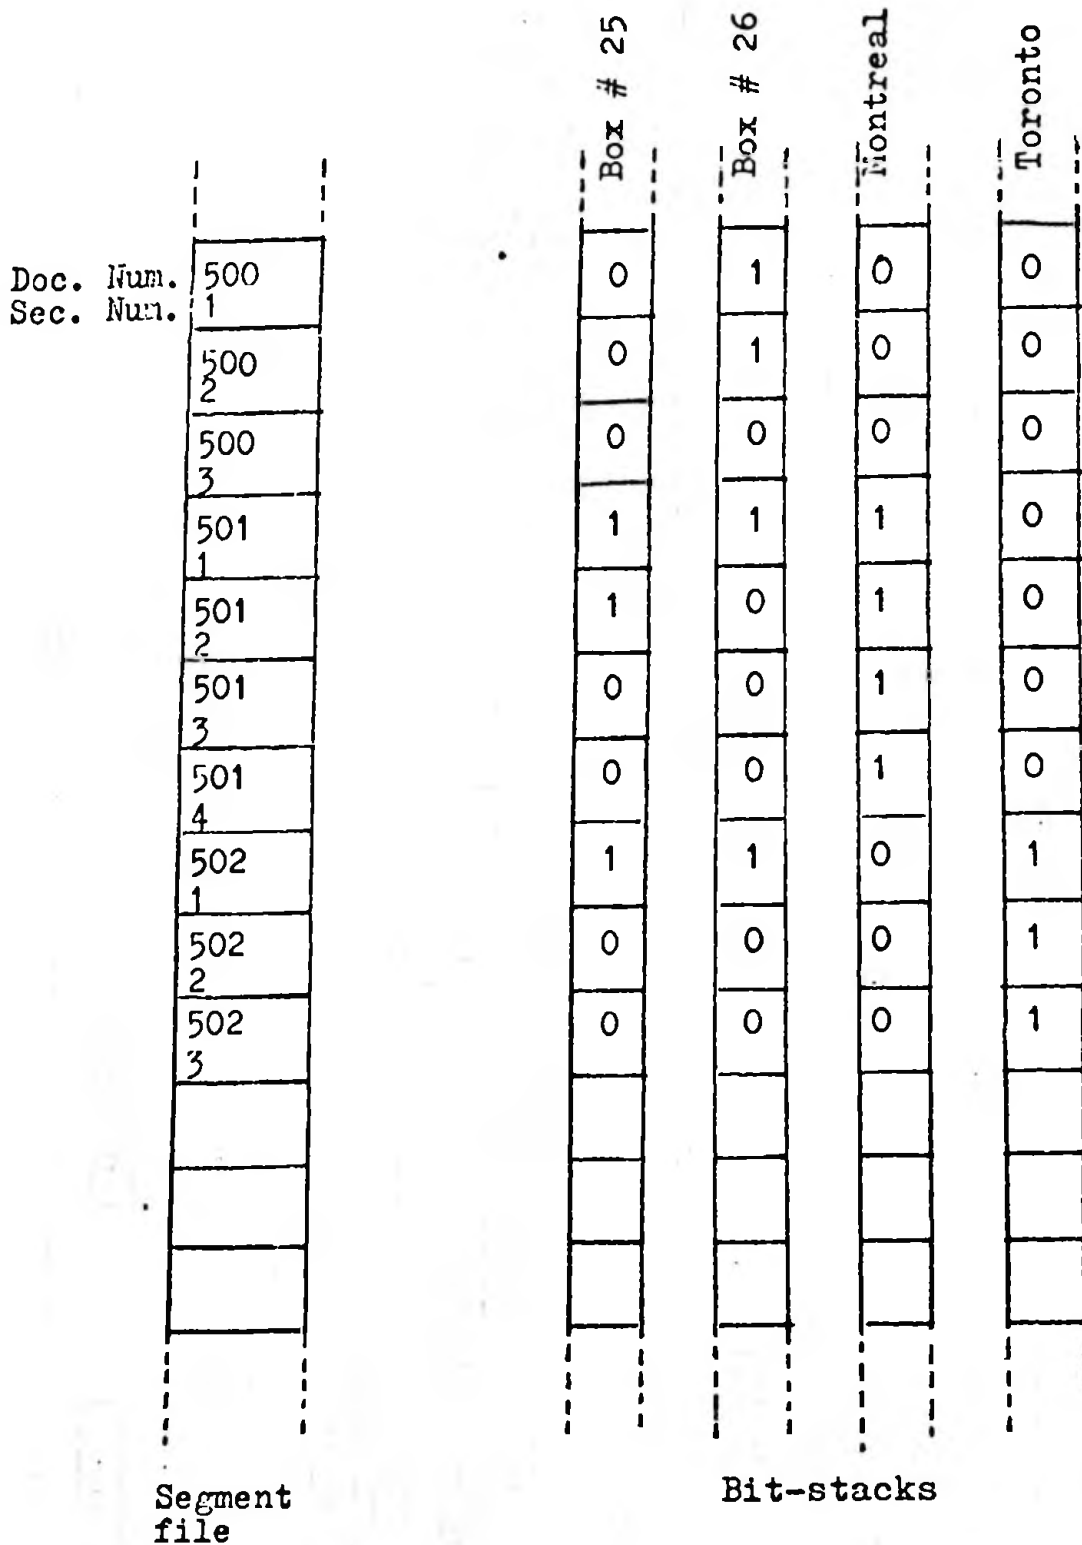 Box # 25
Box # 26
Montreal
Toronto
Doc. Num. 500 0 1 0 0
Sec. Num. 1
500 0 1 0 0
2
500 0 0 0 0
3
501 1 1 1 0
1
501 1 0 1 0
2
501 0 0 1 0
3
501 0 0 1 0
4
502 1 1 0 1
1
502 0 0 0 1
2
502 0 0 0 1
3
Segment
file
Bit-stacks